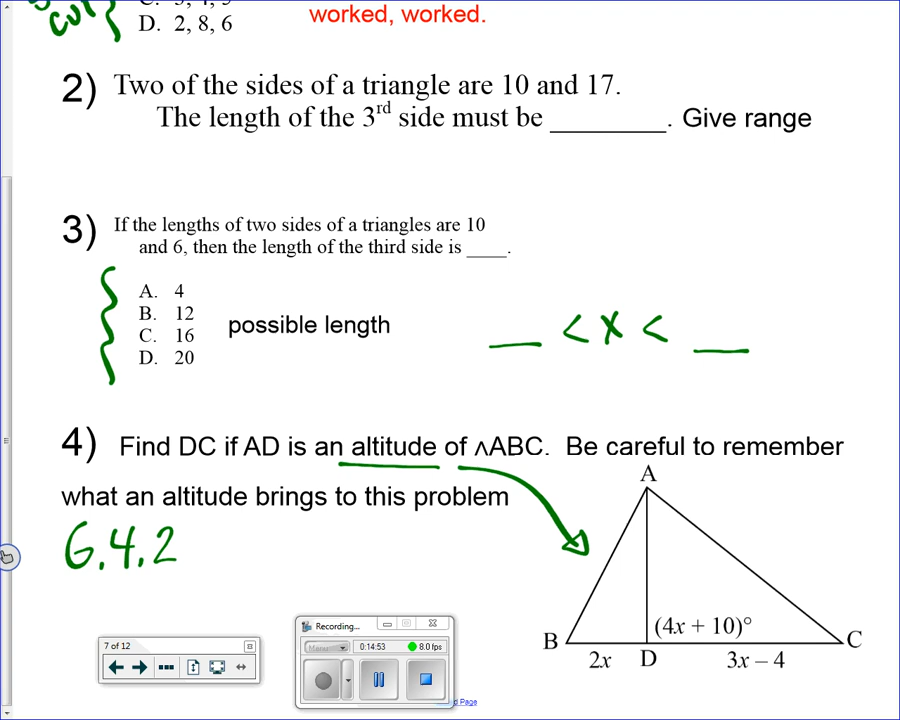 worked, worked.
D. 2, 8, 6
2) Two of the sides of a triangle are 10 and 17.
The length of the 3rd side must be ________. Give range
3) If the lengths of two sides of a triangles are 10
and 6, then the length of the third side is ____.
A. 4
B. 12
C. 16
D. 20
possible length
__ < x < __
4) Find DC if AD is an altitude of ∧ABC. Be careful to remember
what an altitude brings to this problem
6.4.2
A
(4x + 10)°
B
C
2x
D
3x – 4
7 of 12
Recording...
0:14:53
8.0 fps
d Page